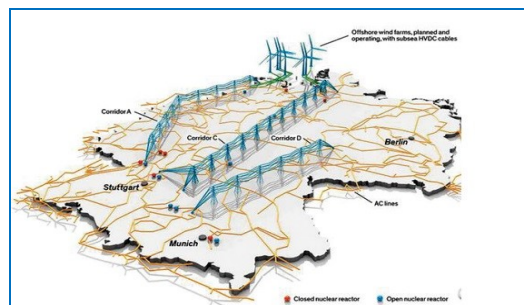 Offshore wind farms, planned and
operating, with subsea HVDC cables
Corridor A
Corridor C
Corridor D
Berlin
Stuttgart
AC lines
Munich
Closed nuclear reactor
Open nuclear reactor